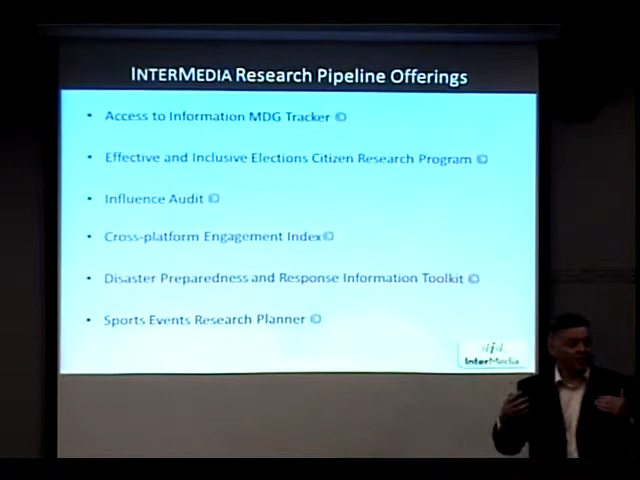 INTERMEDIA Research Pipeline Offerings
• Access to Information MDG Tracker ©
• Effective and Inclusive Elections Citizen Research Program ©
• Influence Audit ©
• Cross-platform Engagement Index©
• Disaster Preparedness and Response Information Toolkit ©
• Sports Events Research Planner ©
InterMedia